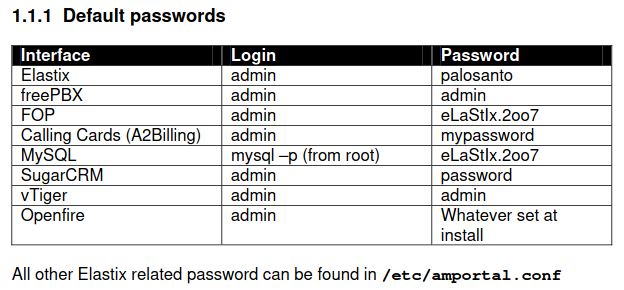 1.1.1 Default passwords
Interface Login Password
Elastix admin palosanto
freePBX admin admin
FOP admin eLaStIx.2oo7
Calling Cards (A2Billing) admin mypassword
MySQL mysql –p (from root) eLaStIx.2oo7
SugarCRM admin password
vTiger admin admin
Openfire admin Whatever set at
install
All other Elastix related password can be found in /etc/amportal.conf